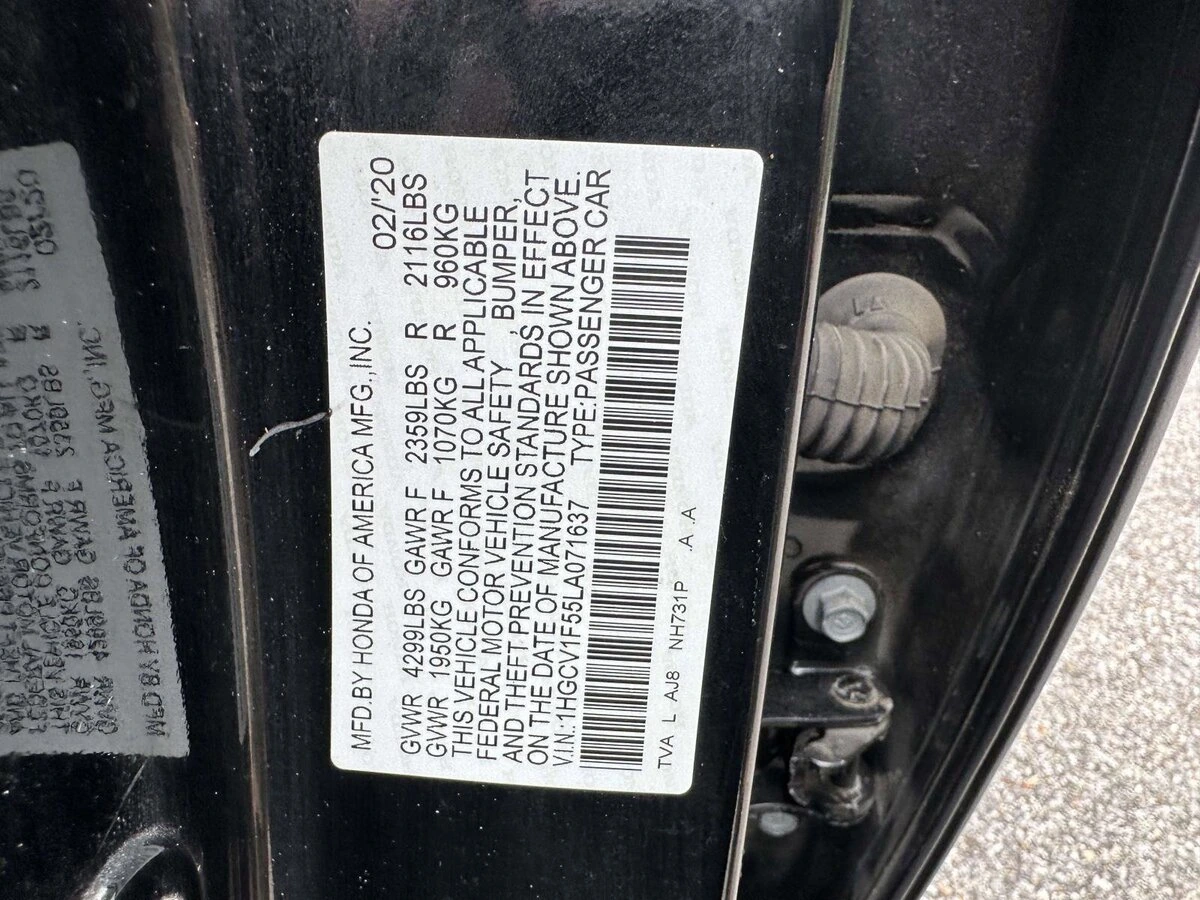 MFD.BY HONDA OF AMERICA MFG.,INC. 02/'20
GVWR 4299LBS GAWR F 2359LBS R 2116LBS
GVWR 1950KG GAWR F 1070KG R 960KG
THIS VEHICLE CONFORMS TO ALL APPLICABLE
FEDERAL MOTOR VEHICLE SAFETY , BUMPER,
AND THEFT PREVENTION STANDARDS IN EFFECT
ON THE DATE OF MANUFACTURE SHOWN ABOVE.
V.I.N.:1HGCV1F55LA071637 TYPE:PASSENGER CAR
TVA L AJ8 NH731P .A .A